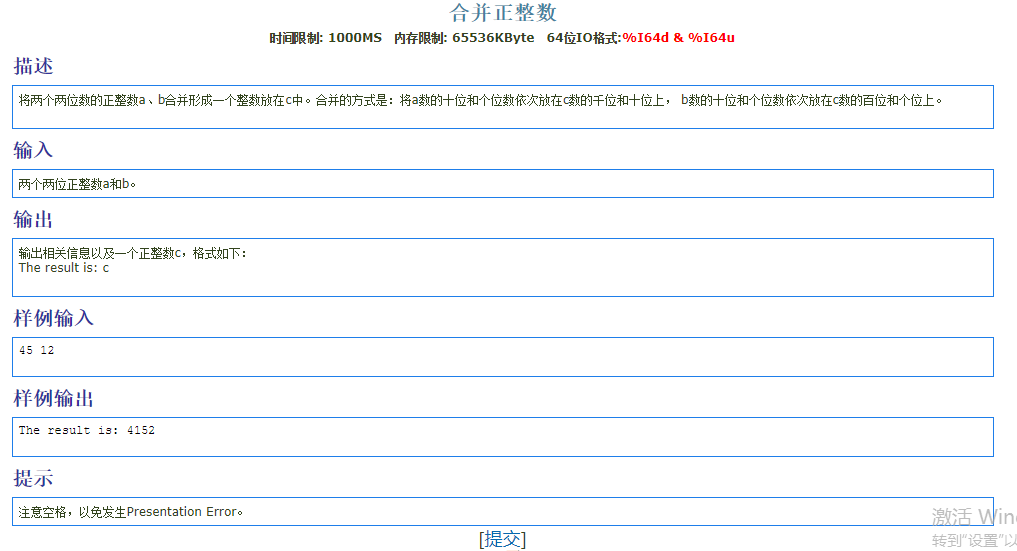 合并正整数
时间限制: 1000MS 内存限制: 65536KByte 64位IO格式:%I64d & %I64u
描述
将两个两位数的正整数a、b合并形成一个整数放在c中。合并的方式是：将a数的十位和个位数依次放在c数的千位和十位上， b数的十位和个位数依次放在c数的百位和个位上。
输入
两个两位正整数a和b。
输出
输出相关信息以及一个正整数c，格式如下：
The result is: c
样例输入
45 12
样例输出
The result is: 4152
提示
注意空格，以免发生Presentation Error。
[提交]
激活 Win
转到"设置"以